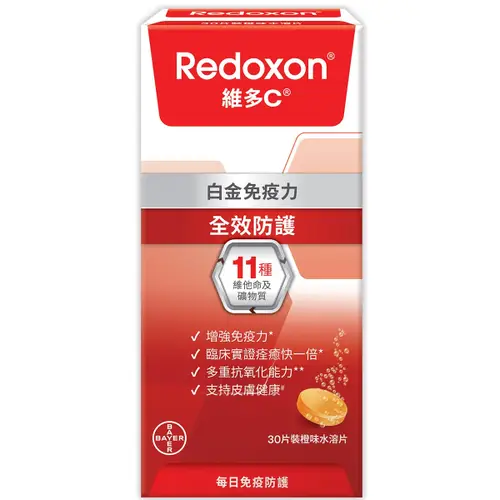 Redoxon®
維多C®
白金免疫力
全效防護
11種
維他命及
礦物質
✓ 增強免疫力*
✓ 臨床實證痊癒快一倍*
✓ 多重抗氧化能力**
✓ 支持皮膚健康#
30片裝橙味水溶片
BAYER
BAYER
每日免疫防護